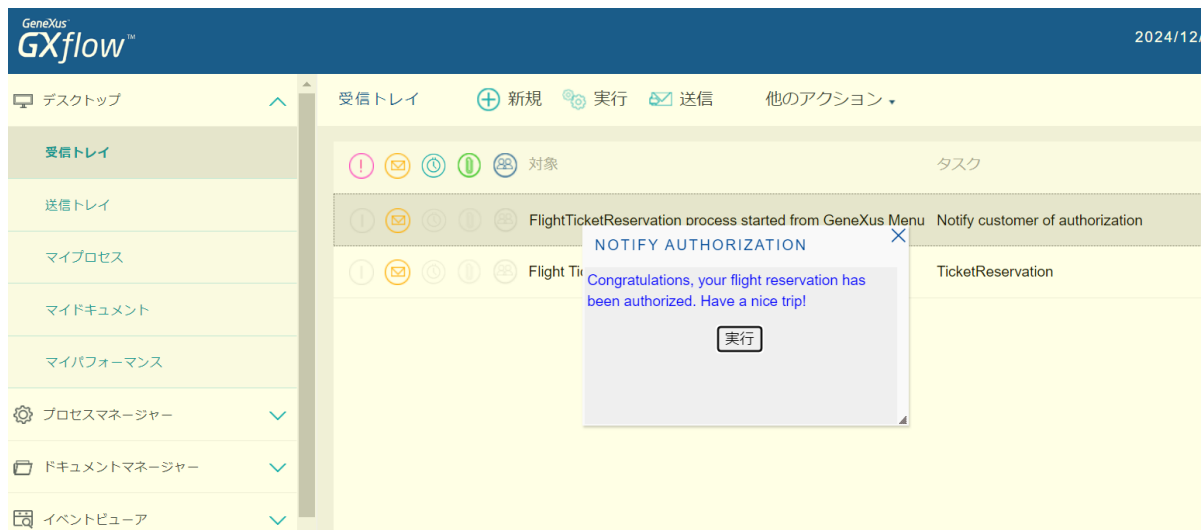 GeneXus
GXflow™
2024/12/
デスクトップ
受信トレイ
送信トレイ
マイプロセス
マイドキュメント
マイパフォーマンス
プロセスマネージャー
ドキュメントマネージャー
イベントビューア
受信トレイ 新規 実行 送信 他のアクション
対象 タスク
FlightTicketReservation process started from GeneXus Menu Notify customer of authorization
Flight Ti TicketReservation
NOTIFY AUTHORIZATION
Congratulations, your flight reservation has
been authorized. Have a nice trip!
実行